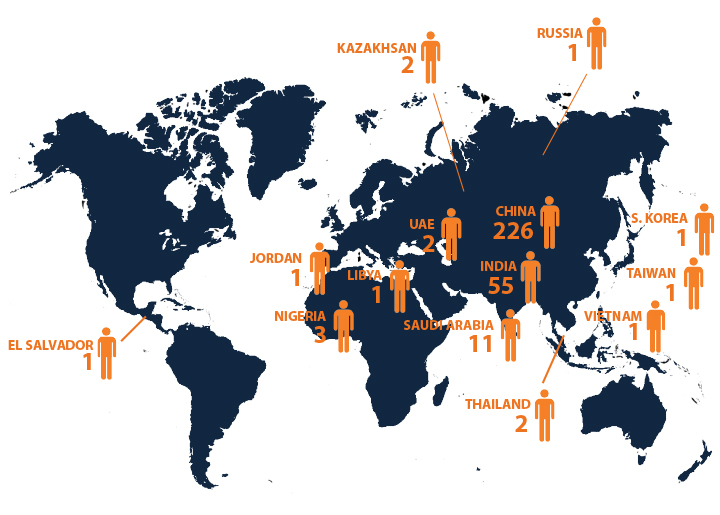 RUSSIA
1
KAZAKHSAN
2
CHINA
226
S. KOREA
1
UAE
2
JORDAN
1
LIBYA
1
INDIA
55
TAIWAN
1
NIGERIA
3
SAUDI ARABIA
11
VIETNAM
1
EL SALVADOR
1
THAILAND
2